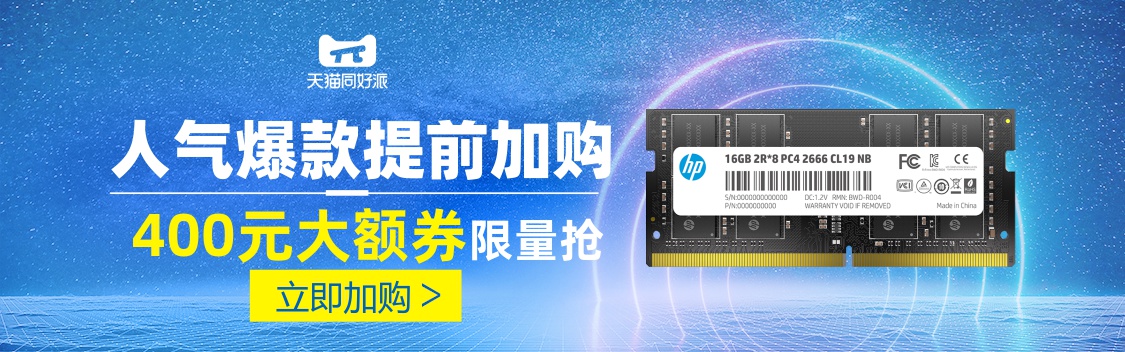 天猫同好派
人气爆款提前加购
400元大额券限量抢
立即加购 >
hp
16GB 2R*8 PC4 2666 CL19 NB
S/N:0000000000000
DC:1.2V RMN: BWD-R004
P/N:0000000000
WARRANTY VOID IF REMOVED
FC
CE
Made in China